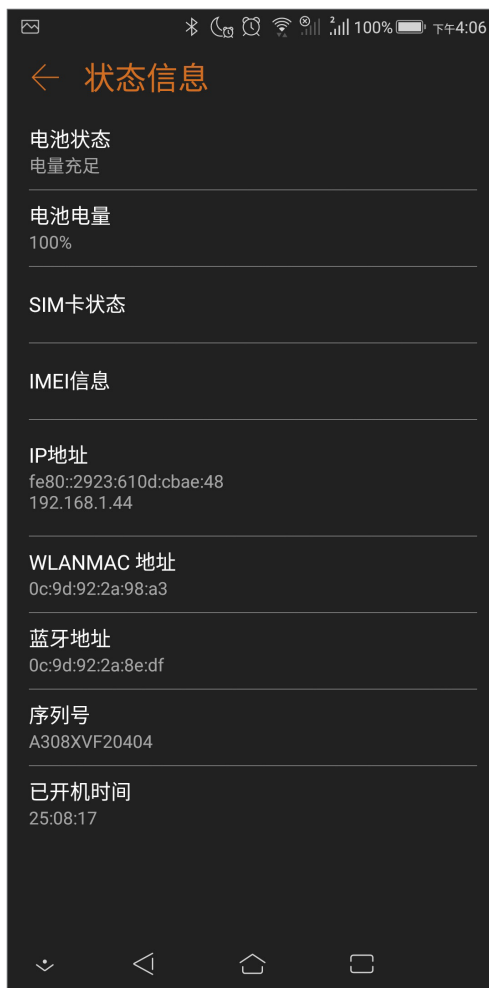 2 100% 下午4:06
状态信息
电池状态
电量充足
电池电量
100%
SIM卡状态
IMEI信息
IP地址
fe80::2923:610d:cbae:48
192.168.1.44
WLANMAC 地址
0c:9d:92:2a:98:a3
蓝牙地址
0c:9d:92:2a:8e:df
序列号
A308XVF20404
已开机时间
25:08:17